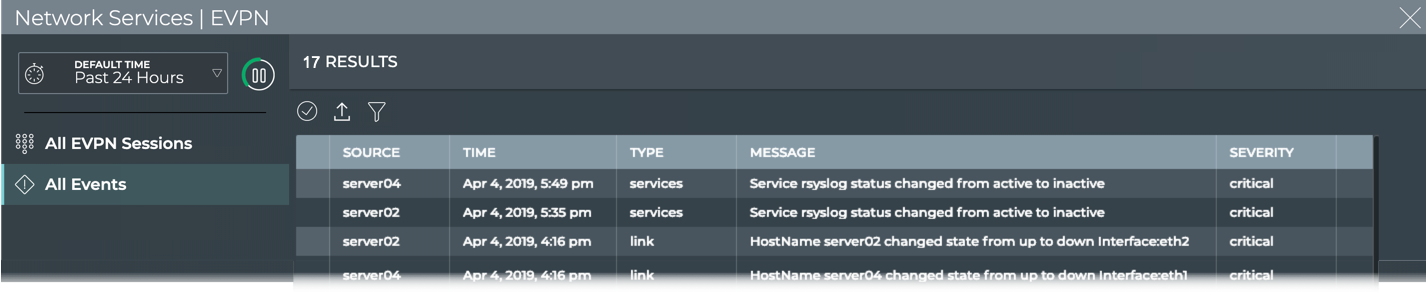 Network Services | EVPN
DEFAULT TIME
Past 24 Hours
17 RESULTS
All EVPN Sessions
All Events
SOURCE TIME TYPE MESSAGE SEVERITY
server04 Apr 4, 2019, 5:49 pm services Service rsyslog status changed from active to inactive critical
server02 Apr 4, 2019, 5:35 pm services Service rsyslog status changed from active to inactive critical
server02 Apr 4, 2019, 4:16 pm link HostName server02 changed state from up to down Interface:eth2 critical
server04 Apr 4, 2019, 4:16 pm link HostName server04 changed state from up to down Interface:eth1 critical